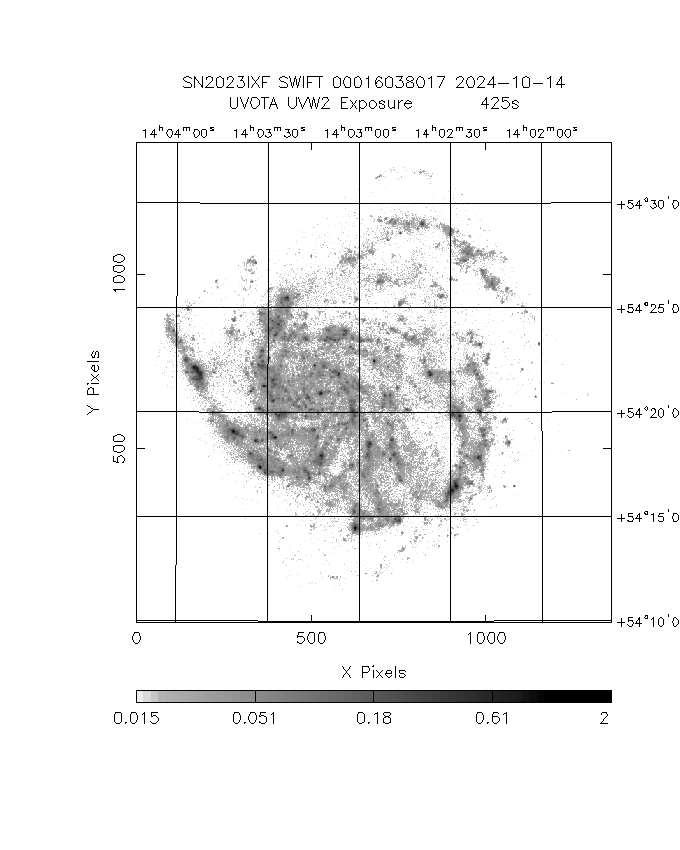 SN2023IXF SWIFT 00016038017 2024-10-14
UVOTA UVW2 Exposure 425s
14h04m00s 14h03m30s 14h03m00s 14h02m30s 14h02m00s
+54°30'0
+54°25'0
+54°20'0
+54°15'0
+54°10'0
1000
500
Y Pixels
0 500 1000
X Pixels
0.015 0.051 0.18 0.61 2